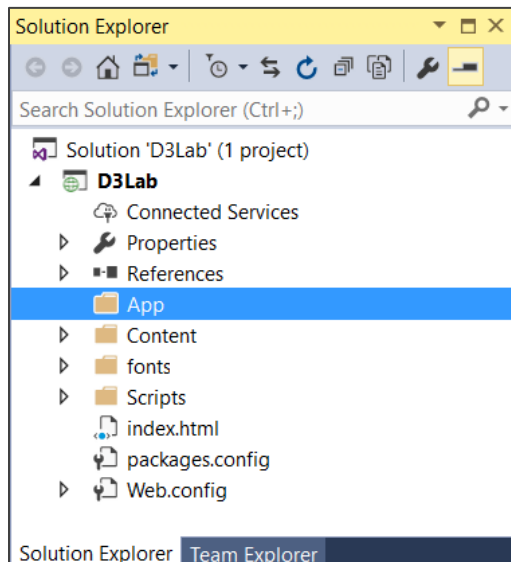 Solution Explorer
Search Solution Explorer (Ctrl+;)
Solution 'D3Lab' (1 project)
D3Lab
Connected Services
Properties
References
App
Content
fonts
Scripts
index.html
packages.config
Web.config
Solution Explorer Team Explorer